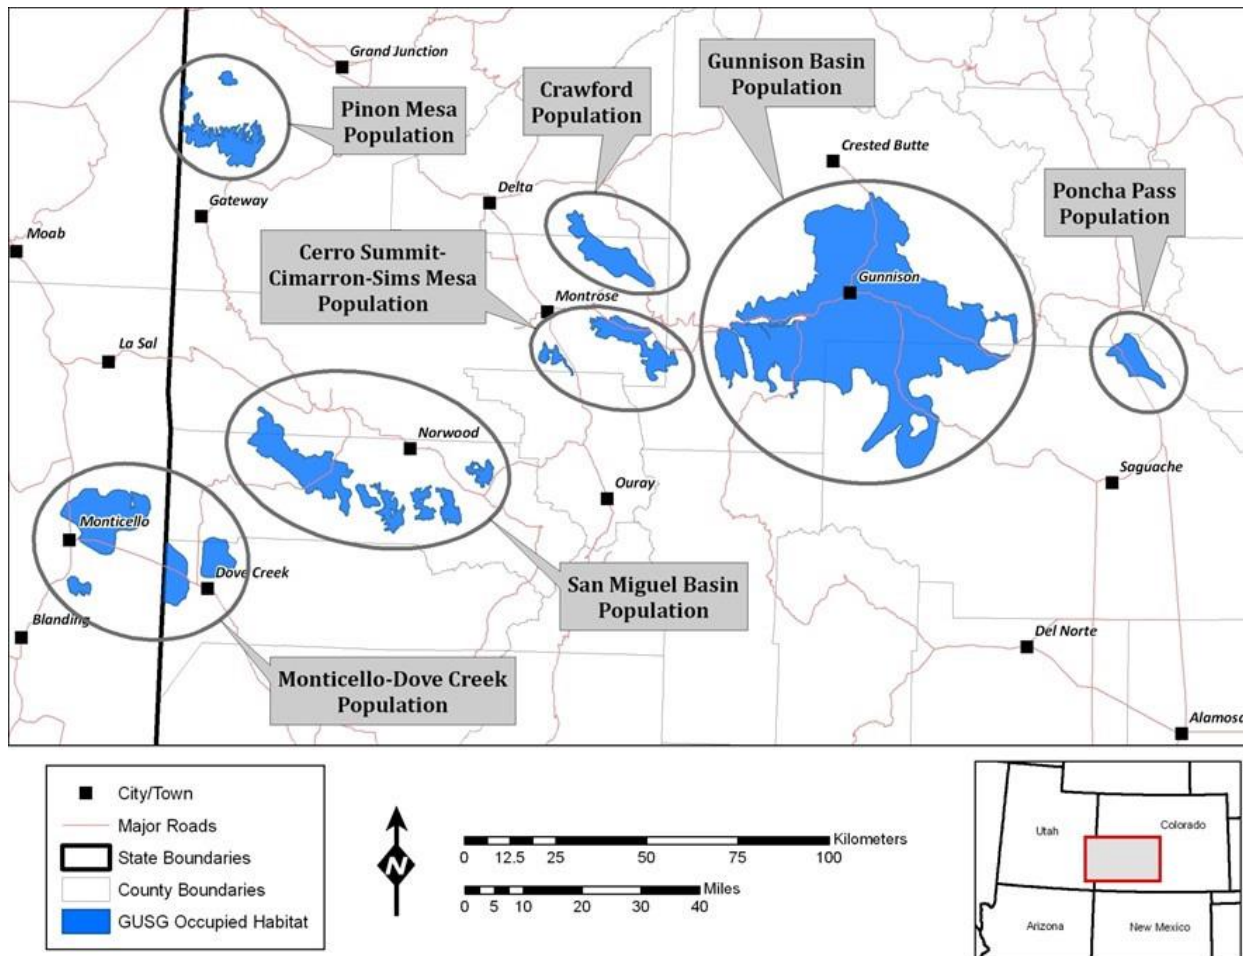 Grand Junction
Pinon Mesa
Population
Crawford
Population
Gunnison Basin
Population
Crested Butte
Poncha Pass
Population
Delta
Gateway
Moab
Cerro Summit-
Cimarron-Sims Mesa
Population
Montrose
Gunnison
La Sal
Norwood
Ouray
Saguache
Monticello
Dove Creek
San Miguel Basin
Population
Blanding
Del Norte
Monticello-Dove Creek
Population
Alamosa
City/Town
Major Roads
State Boundaries
County Boundaries
GUSG Occupied Habitat
N
Kilometers
0 12.5 25 50 75 100
Miles
0 5 10 20 30 40
Utah
Colorado
Arizona
New Mexico